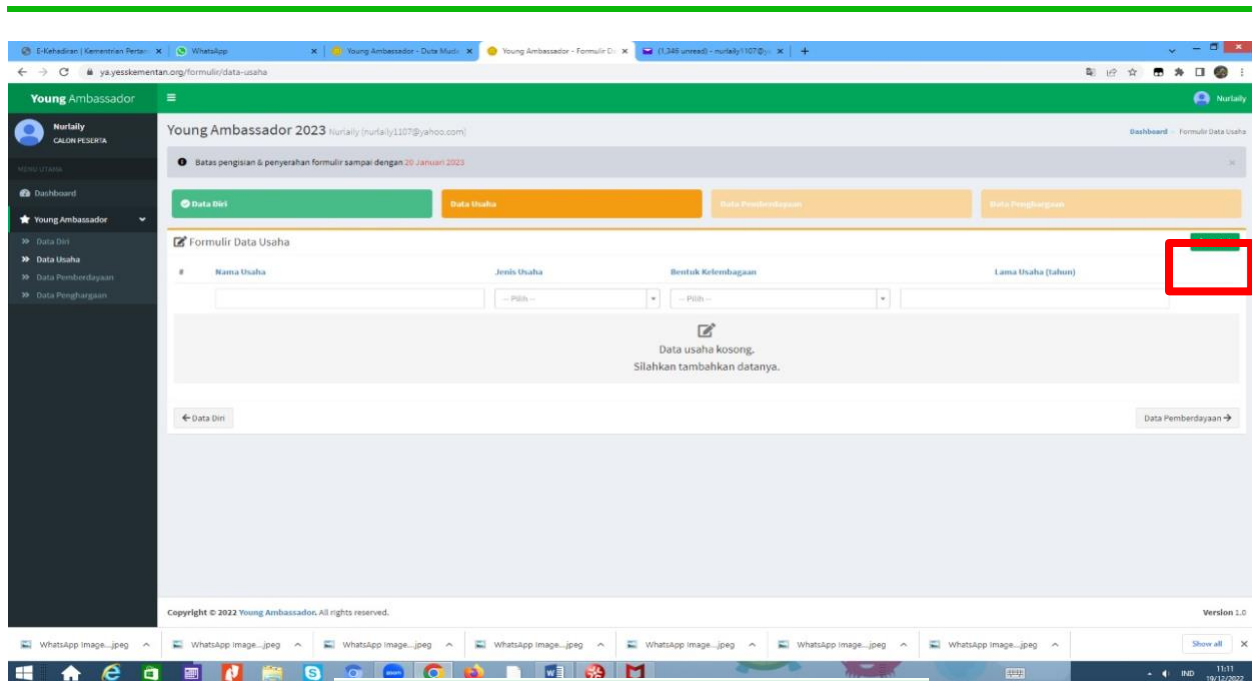 E-Kehadiran | Kementrian Pertan
WhatsApp
Young Ambassador - Duta Muda
Young Ambassador - Formulir Da
(1,346 unread) - nurlaily1107@ya
ya.yesskementan.org/formulir/data-usaha
Young Ambassador
Nurlaily
Nurlaily
CALON PESERTA
Young Ambassador 2023 Nurlaily (nurlaily1107@yahoo.com)
Dashboard Formulir Data Usaha
Batas pengisian & penyerahan formulir sampai dengan 20 Januari 2023
MENU UTAMA
Dashboard
Young Ambassador
Data Diri
Data Usaha
Data Pemberdayaan
Data Penghargaan
Data Diri
Data Usaha
Data Pemberdayaan
Data Penghargaan
Formulir Data Usaha
# Nama Usaha Jenis Usaha Bentuk Kelembagaan Lama Usaha (tahun)
-- Pilih -- -- Pilih --
Data usaha kosong.
Silahkan tambahkan datanya.
Data Diri
Data Pemberdayaan
Copyright © 2022 Young Ambassador. All rights reserved.
Version 1.0
WhatsApp Image....jpeg
WhatsApp Image....jpeg
WhatsApp Image....jpeg
WhatsApp Image....jpeg
WhatsApp Image....jpeg
WhatsApp Image....jpeg
WhatsApp Image....jpeg
Show all
IND
11:11
19/12/2022